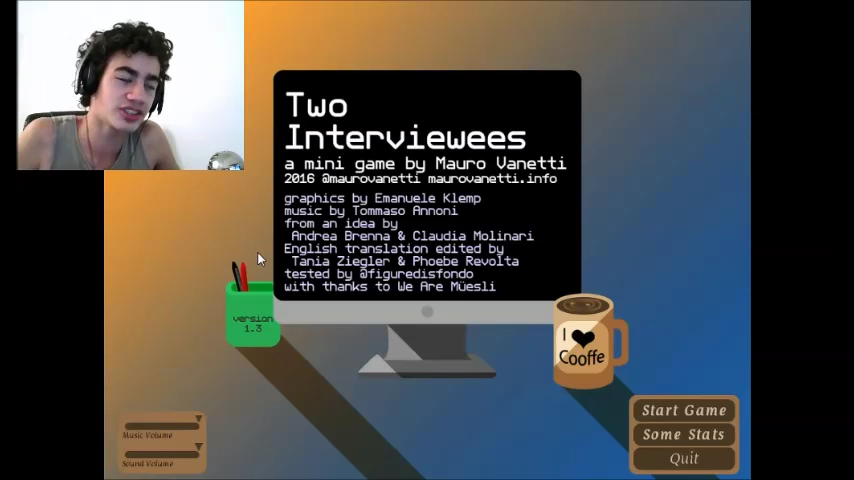 Two
Interviewees
a mini game by Mauro Vanetti
2016 @maurovanetti maurovanetti.info
graphics by Emanuele Klemp
music by Tommaso Annoni
from an idea by
Andrea Brenna & Claudia Molinari
English translation edited by
Tania Ziegler & Phoebe Revolta
tested by @figuredisfondo
with thanks to We Are Müesli
version
1.3
I ♥
Cooffe
Music Volume
Sound Volume
Start Game
Some Stats
Quit